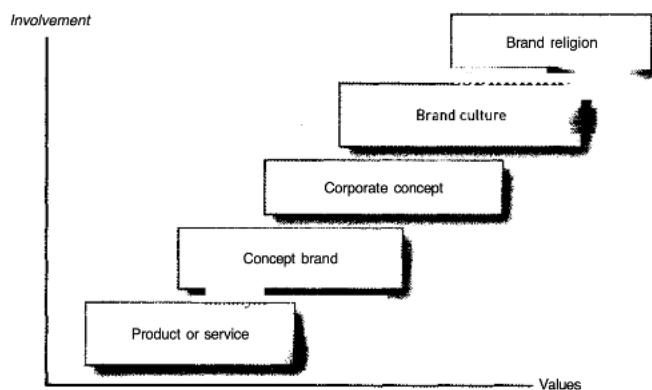 Involvement
Brand religion
Brand culture
Corporate concept
Concept brand
Product or service
Values